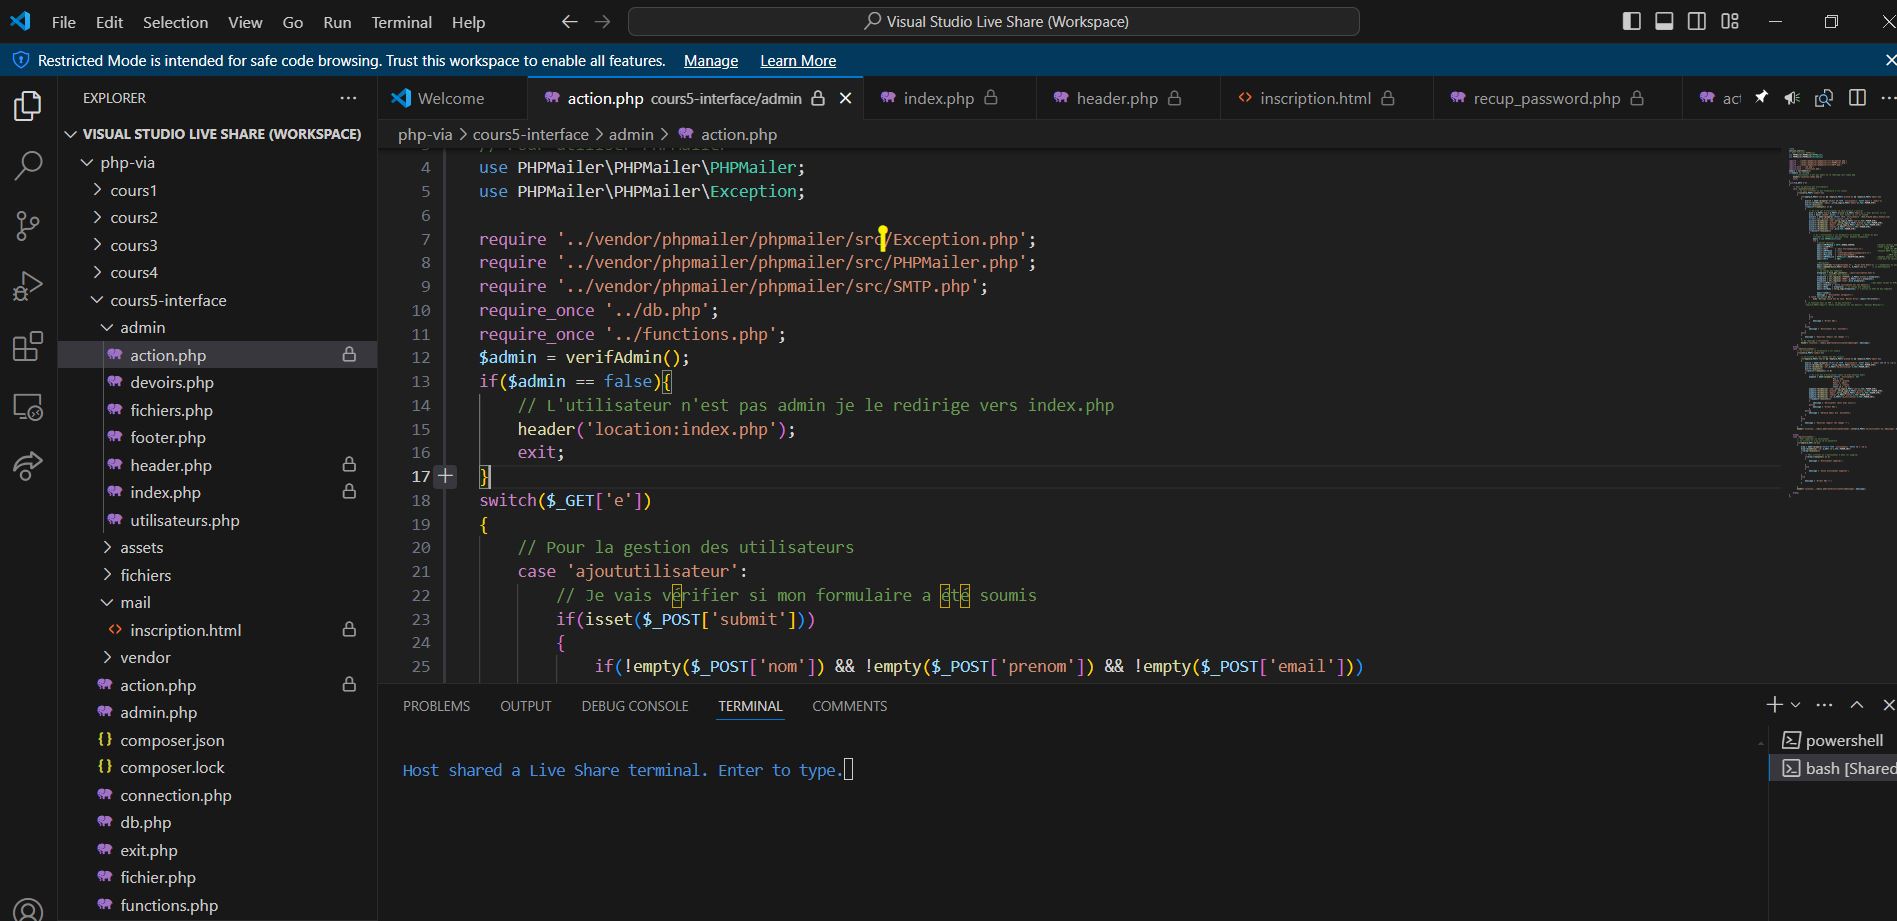 File Edit Selection View Go Run Terminal Help
Visual Studio Live Share (Workspace)
Restricted Mode is intended for safe code browsing. Trust this workspace to enable all features. Manage Learn More
EXPLORER
VISUAL STUDIO LIVE SHARE (WORKSPACE)
php-via
cours1
cours2
cours3
cours4
cours5-interface
admin
action.php
devoirs.php
fichiers.php
footer.php
header.php
index.php
utilisateurs.php
assets
fichiers
mail
inscription.html
vendor
action.php
admin.php
composer.json
composer.lock
connection.php
db.php
exit.php
fichier.php
functions.php
Welcome action.php cours5-interface/admin index.php header.php inscription.html recup_password.php
php-via > cours5-interface > admin > action.php
4 use PHPMailer\PHPMailer\PHPMailer;
5 use PHPMailer\PHPMailer\Exception;
6
7 require '../vendor/phpmailer/phpmailer/src/Exception.php';
8 require '../vendor/phpmailer/phpmailer/src/PHPMailer.php';
9 require '../vendor/phpmailer/phpmailer/src/SMTP.php';
10 require_once '../db.php';
11 require_once '../functions.php';
12 $admin = verifAdmin();
13 if($admin == false){
14 // L'utilisateur n'est pas admin je le redirige vers index.php
15 header('location:index.php');
16 exit;
17 }
18 switch($_GET['e'])
19 {
20 // Pour la gestion des utilisateurs
21 case 'ajoututilisateur':
22 // Je vais vérifier si mon formulaire a été soumis
23 if(isset($_POST['submit']))
24 {
25 if(!empty($_POST['nom']) && !empty($_POST['prenom']) && !empty($_POST['email']))
PROBLEMS OUTPUT DEBUG CONSOLE TERMINAL COMMENTS
Host shared a Live Share terminal. Enter to type.
powershell
bash [Shared